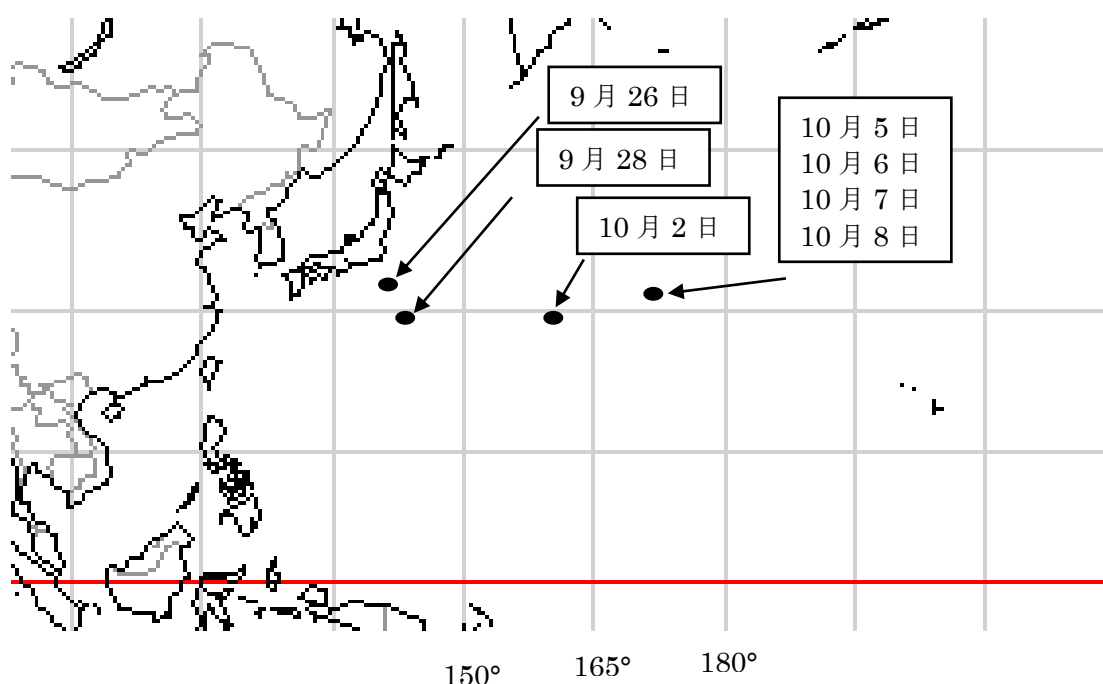 9 月 26 日
9 月 28 日
10 月 2 日
10 月 5 日
10 月 6 日
10 月 7 日
10 月 8 日
150°
165°
180°